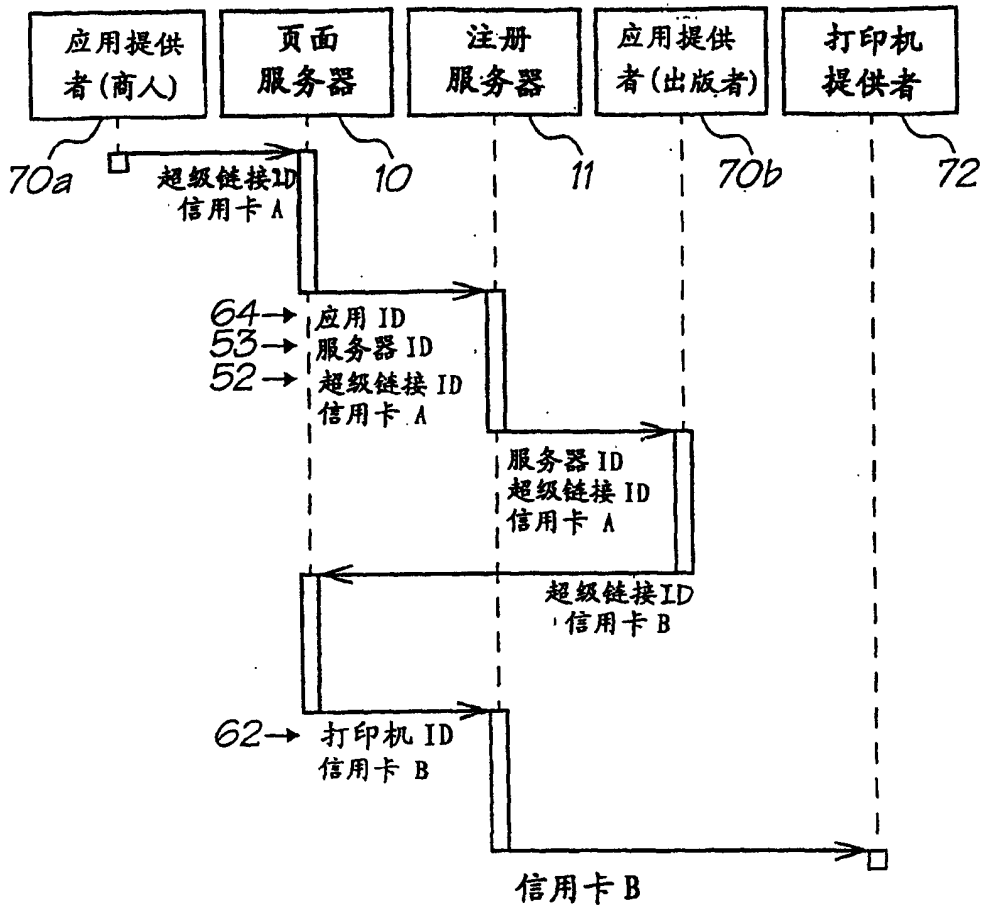 应用提供
者(商人)
页面
服务器
注册
服务器
应用提供
者(出版者)
打印机
提供者
70a
10
11
70b
72
超级链接ID
信用卡 A
64
应用 ID
53
服务器 ID
52
超级链接 ID
信用卡 A
服务器 ID
超级链接 ID
信用卡 A
超级链接ID
信用卡 B
62
打印机 ID
信用卡 B
信用卡 B